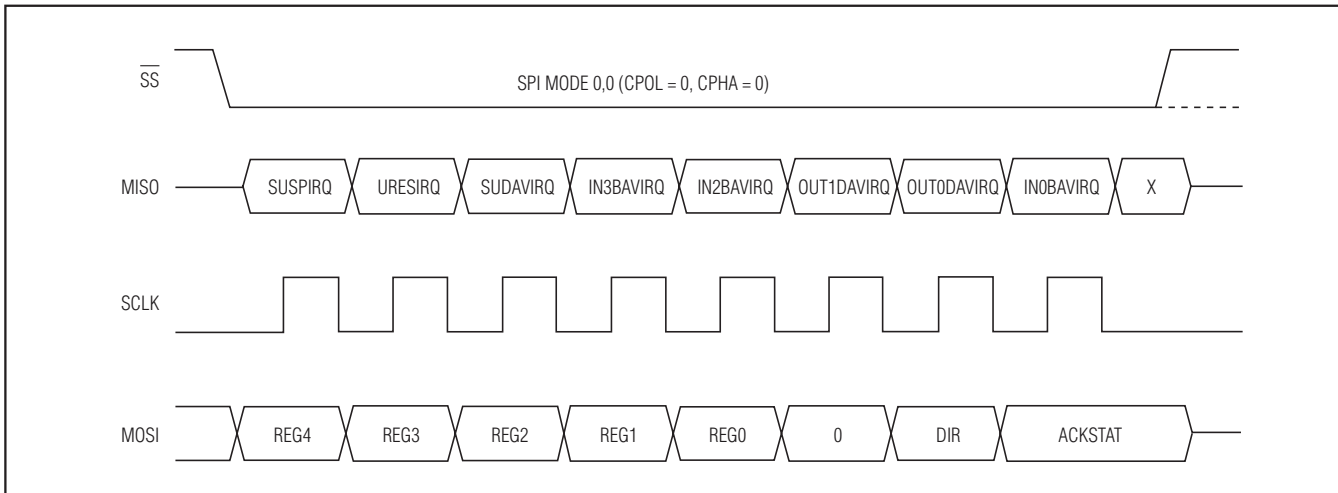 SS
SPI MODE 0,0 (CPOL = 0, CPHA = 0)
MISO SUSPIRQ URESIRQ SUDAVIRQ IN3BAVIRQ IN2BAVIRQ OUT1DAVIRQ OUT0DAVIRQ IN0BAVIRQ X
SCLK
MOSI REG4 REG3 REG2 REG1 REG0 0 DIR ACKSTAT